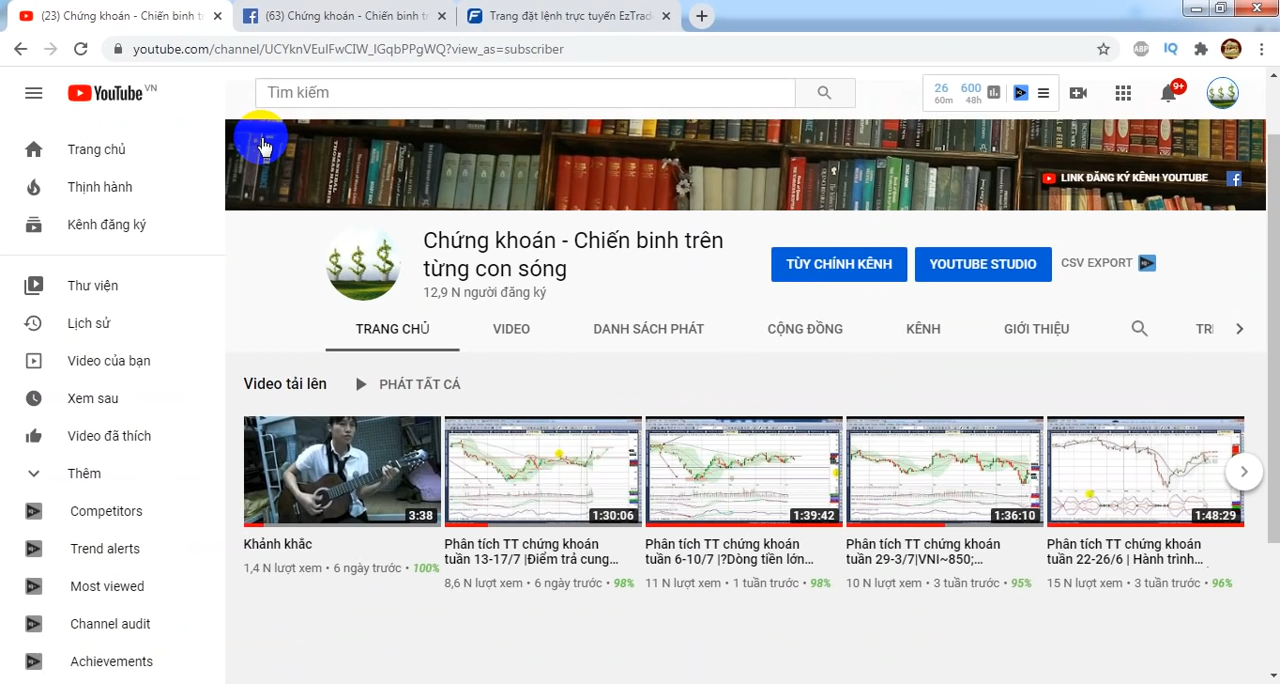 (23) Chứng khoán - Chiến binh t
(63) Chứng khoán - Chiến binh tr
Trang đặt lệnh trực tuyến EzTrade
youtube.com/channel/UCYknVEuIFwCIW_lGqbPPgWQ?view_as=subscriber
ABP
IQ
YouTube VN
Tìm kiếm
26 600
60m 48h
9+
Trang chủ
Thịnh hành
Kênh đăng ký
Thư viện
Lịch sử
Video của bạn
Xem sau
Video đã thích
Thêm
Competitors
Trend alerts
Most viewed
Channel audit
Achievements
LINK ĐĂNG KÝ KÊNH YOUTUBE
Chứng khoán - Chiến binh trên
từng con sóng
12,9 N người đăng ký
TÙY CHỈNH KÊNH
YOUTUBE STUDIO
CSV EXPORT
TRANG CHỦ
VIDEO
DANH SÁCH PHÁT
CỘNG ĐỒNG
KÊNH
GIỚI THIỆU
Video tải lên
PHÁT TẤT CẢ
3:38
Khảnh khắc
1,4 N lượt xem • 6 ngày trước • 100%
1:30:06
Phân tích TT chứng khoán
tuần 13-17/7 |Điểm trả cung...
8,6 N lượt xem • 6 ngày trước • 98%
1:39:42
Phân tích TT chứng khoán
tuần 6-10/7 |?Dòng tiền lớn...
11 N lượt xem • 1 tuần trước • 98%
1:36:10
Phân tích TT chứng khoán
tuần 29-3/7|VNI~850;...
10 N lượt xem • 3 tuần trước • 95%
1:48:29
Phân tích TT chứng khoán
tuần 22-26/6 | Hành trình...
15 N lượt xem • 3 tuần trước • 96%